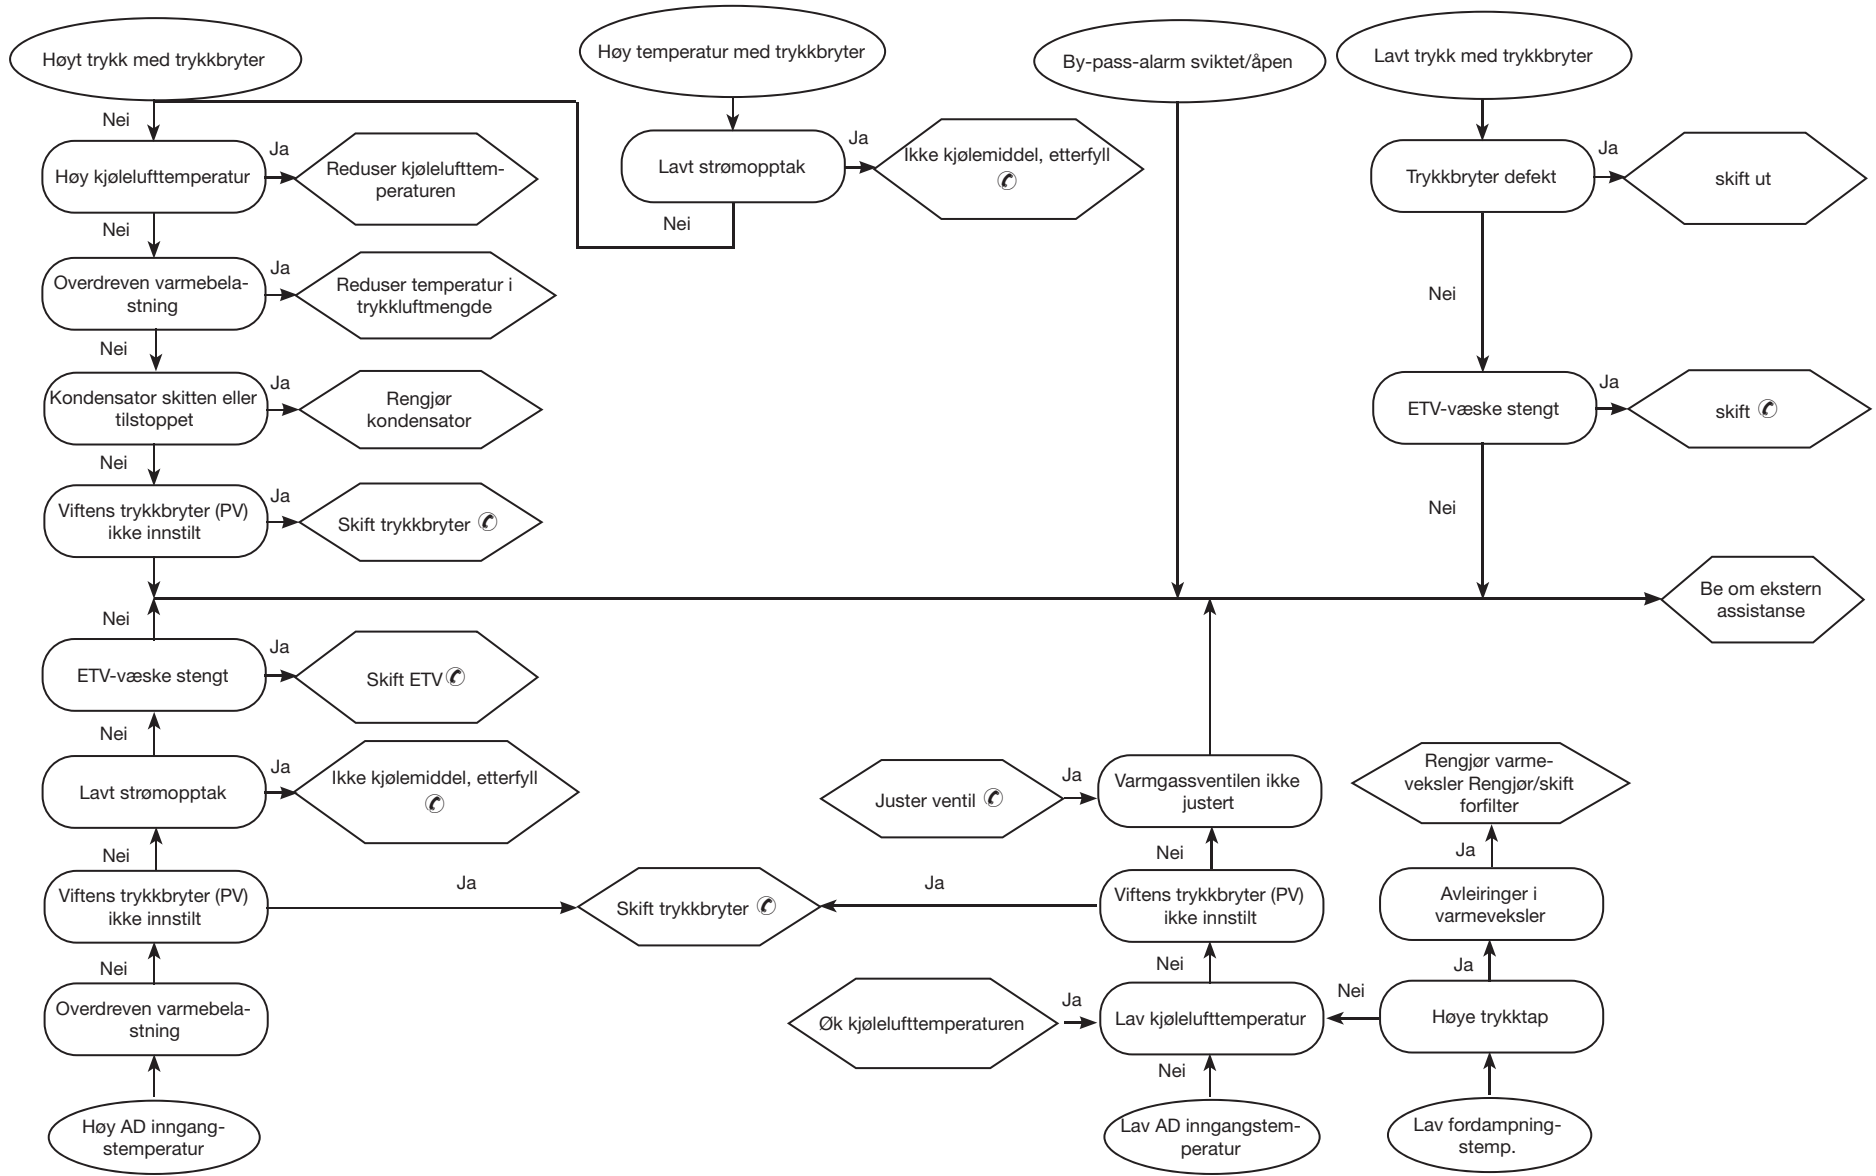 Høyt trykk med trykkbryter
Nei
Høy kjølelufttemperatur
Ja
Reduser kjølelufttem-
peraturen
Nei
Overdreven varmebela-
stning
Ja
Reduser temperatur i
trykkluftmengde
Nei
Kondensator skitten eller
tilstoppet
Ja
Rengjør
kondensator
Nei
Viftens trykkbryter (PV)
ikke innstilt
Ja
Skift trykkbryter ✆
Høy temperatur med trykkbryter
Lavt strømopptak
Ja
Ikke kjølemiddel, etterfyll
✆
Nei
By-pass-alarm sviktet/åpen
Lavt trykk med trykkbryter
Trykkbryter defekt
Ja
skift ut
Nei
ETV-væske stengt
Ja
skift ✆
Nei
Be om ekstern
assistanse
Nei
ETV-væske stengt
Ja
Skift ETV ✆
Nei
Lavt strømopptak
Ja
Ikke kjølemiddel, etterfyll
✆
Nei
Viftens trykkbryter (PV)
ikke innstilt
Ja
Skift trykkbryter ✆
Nei
Overdreven varmebela-
stning
Høy AD inngang-
stemperatur
Juster ventil ✆
Ja
Varmgassventilen ikke
justert
Nei
Ja
Viftens trykkbryter (PV)
ikke innstilt
Nei
Øk kjølelufttemperaturen
Ja
Lav kjølelufttemperatur
Nei
Lav AD inngangstem-
peratur
Rengjør varme-
veksler Rengjør/skift
forfilter
Ja
Avleiringer i
varmeveksler
Ja
Nei
Høye trykktap
Lav fordampning-
stemp.